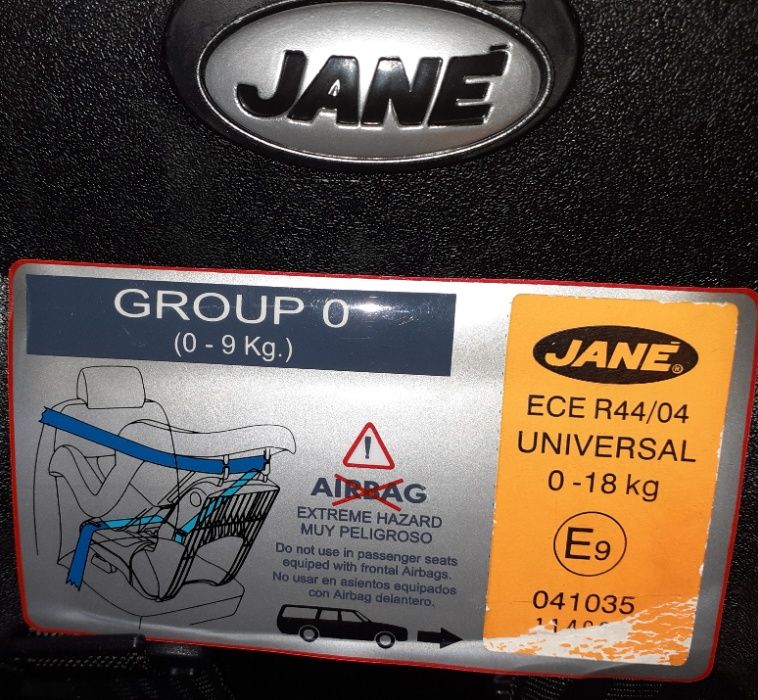 JANÉ
GROUP 0
(0 - 9 Kg.)
AIRBAG
EXTREME HAZARD
MUY PELIGROSO
Do not use in passenger seats
equiped with frontal Airbags.
No usar en asientos equipados
con Airbag delantero.
JANÉ®
ECE R44/04
UNIVERSAL
0 -18 kg
E9
041035